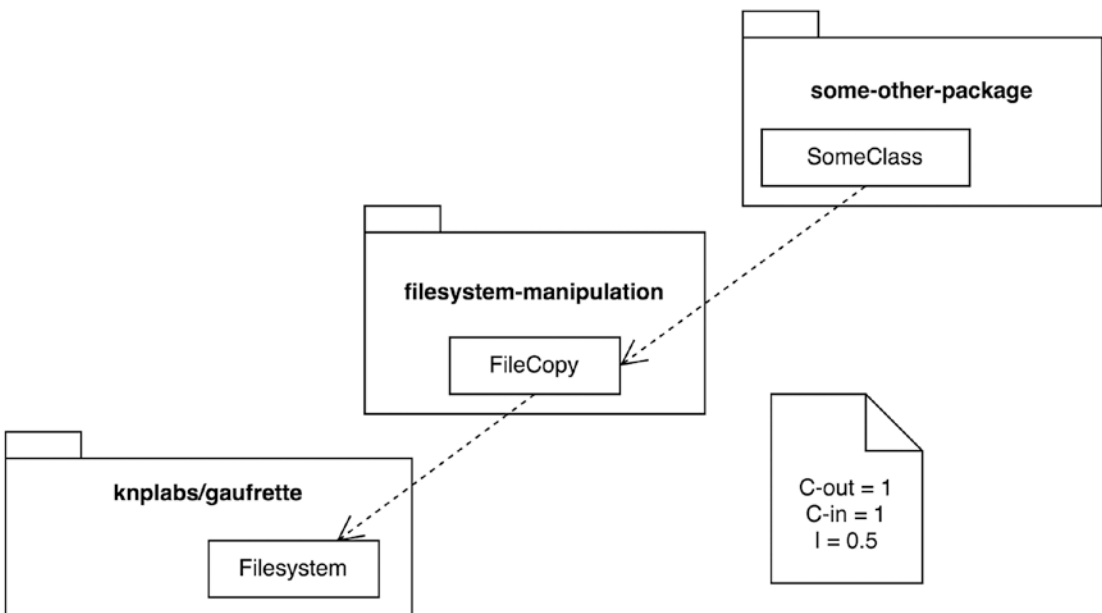 some-other-package
SomeClass
filesystem-manipulation
FileCopy
knplabs/gaufrette
Filesystem
C-out = 1
C-in = 1
I = 0.5